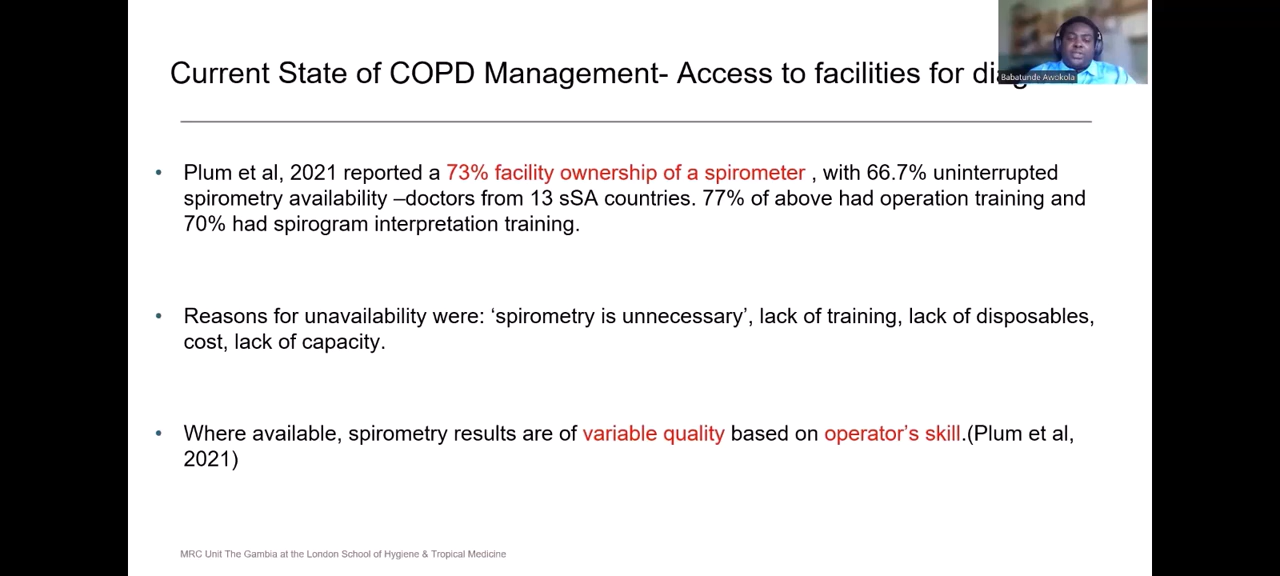 Current State of COPD Management- Access to facilities for
Babatunde Awokola
• Plum et al, 2021 reported a 73% facility ownership of a spirometer , with 66.7% uninterrupted
spirometry availability –doctors from 13 sSA countries. 77% of above had operation training and
70% had spirogram interpretation training.
• Reasons for unavailability were: ‘spirometry is unnecessary’, lack of training, lack of disposables,
cost, lack of capacity.
• Where available, spirometry results are of variable quality based on operator’s skill.(Plum et al,
2021)
MRC Unit The Gambia at the London School of Hygiene & Tropical Medicine